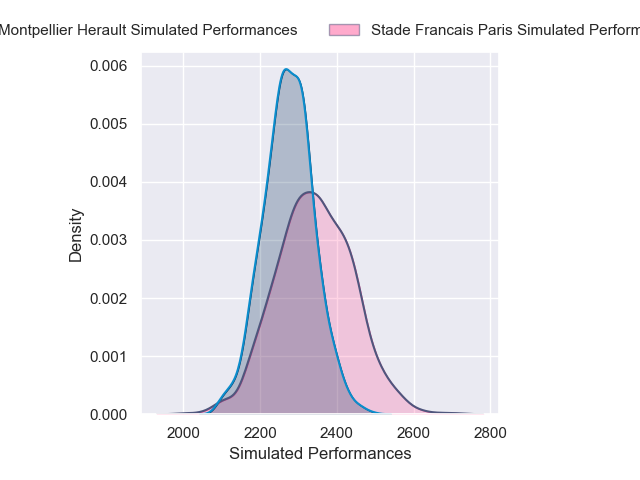 Montpellier Herault Simulated Performances
Stade Francais Paris Simulated Perform
0.006
0.005
0.004
0.003
0.002
0.001
0.000
Density
2000 2200 2400 2600 2800
Simulated Performances